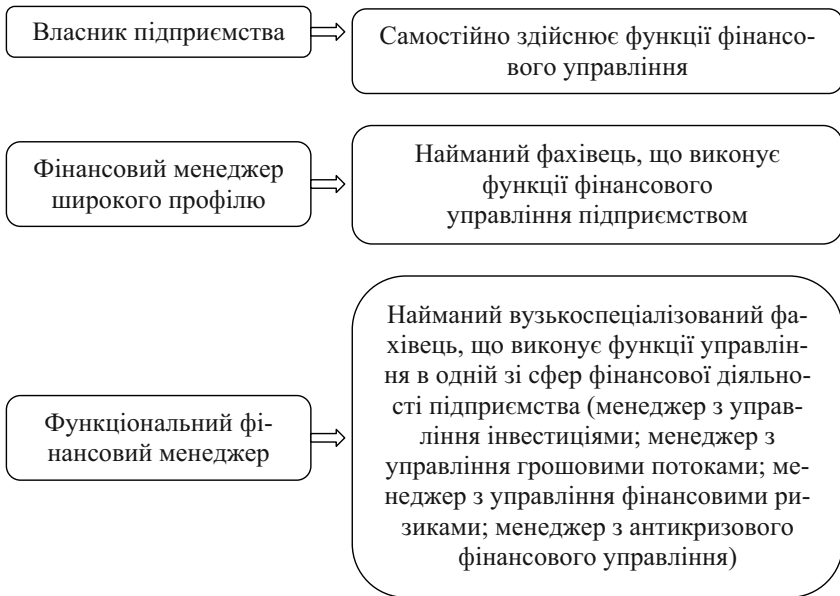 Власник підприємства
Самостійно здійснює функції фінансо-
вого управління
Фінансовий менеджер
широкого профілю
Найманий фахівець, що виконує
функції фінансового
управління підприємством
Функціональний фі-
нансовий менеджер
Найманий вузькоспеціалізований фа-
хівець, що виконує функції управлін-
ня в одній зі сфер фінансової діяльно-
сті підприємства (менеджер з управ-
ління інвестиціями; менеджер з
управління грошовими потоками; ме-
неджер з управління фінансовими ри-
зиками; менеджер з антикризового
фінансового управління)